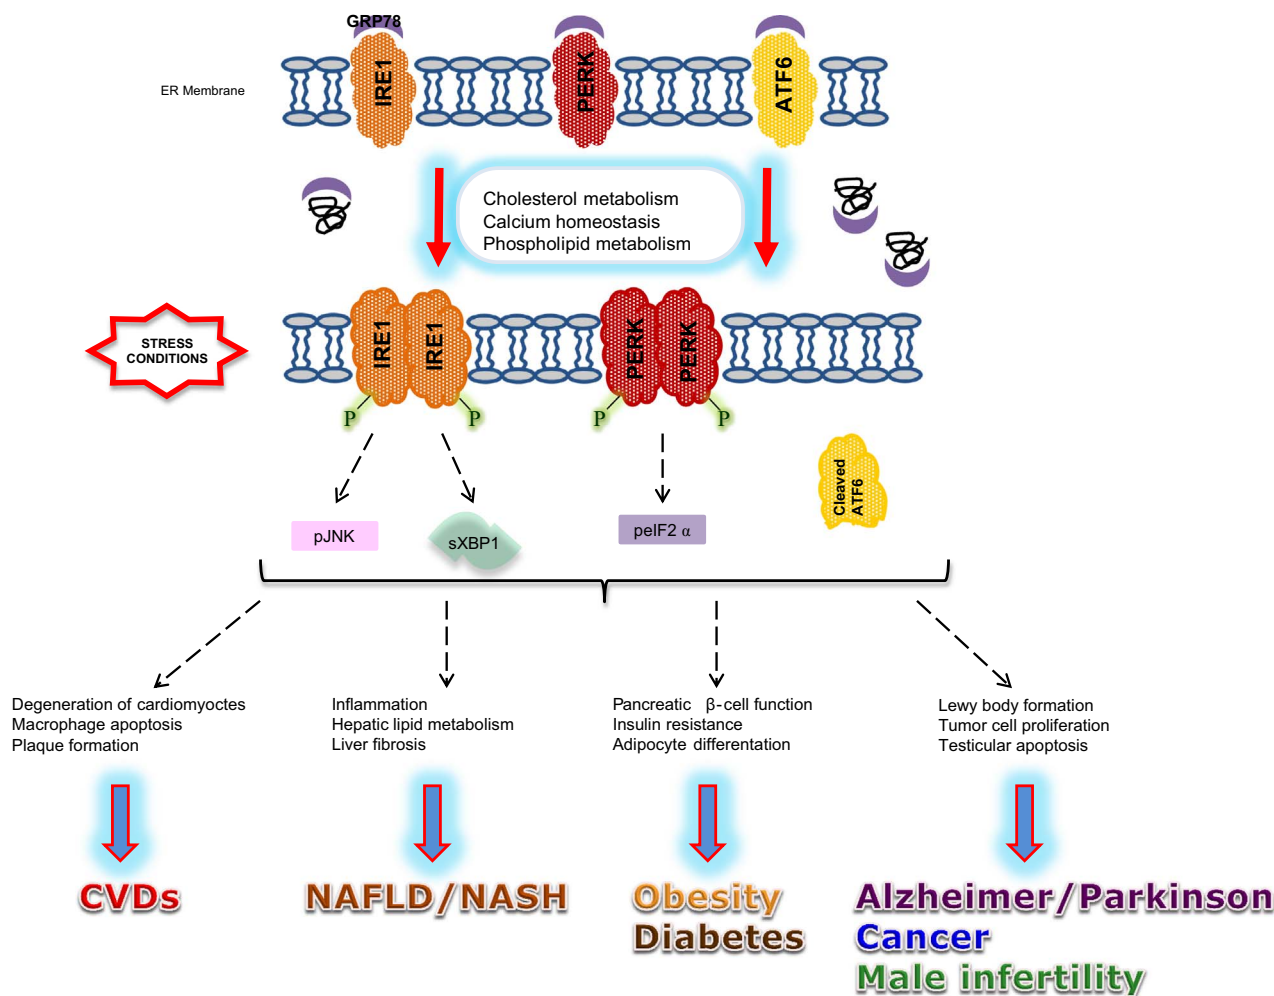 GRP78
IRE1
PERK
ATF6
ER Membrane
Cholesterol metabolism
Calcium homeostasis
Phospholipid metabolism
STRESS
CONDITIONS
IRE1
IRE1
PERK
PERK
P
P
P
P
Cleaved
ATF6
pJNK
sXBP1
peIF2 α
Degeneration of cardiomyoctes
Macrophage apoptosis
Plaque formation
Inflammation
Hepatic lipid metabolism
Liver fibrosis
Pancreatic β-cell function
Insulin resistance
Adipocyte differentation
Lewy body formation
Tumor cell proliferation
Testicular apoptosis
CVDs
NAFLD/NASH
Obesity
Diabetes
Alzheimer/Parkinson
Cancer
Male infertility